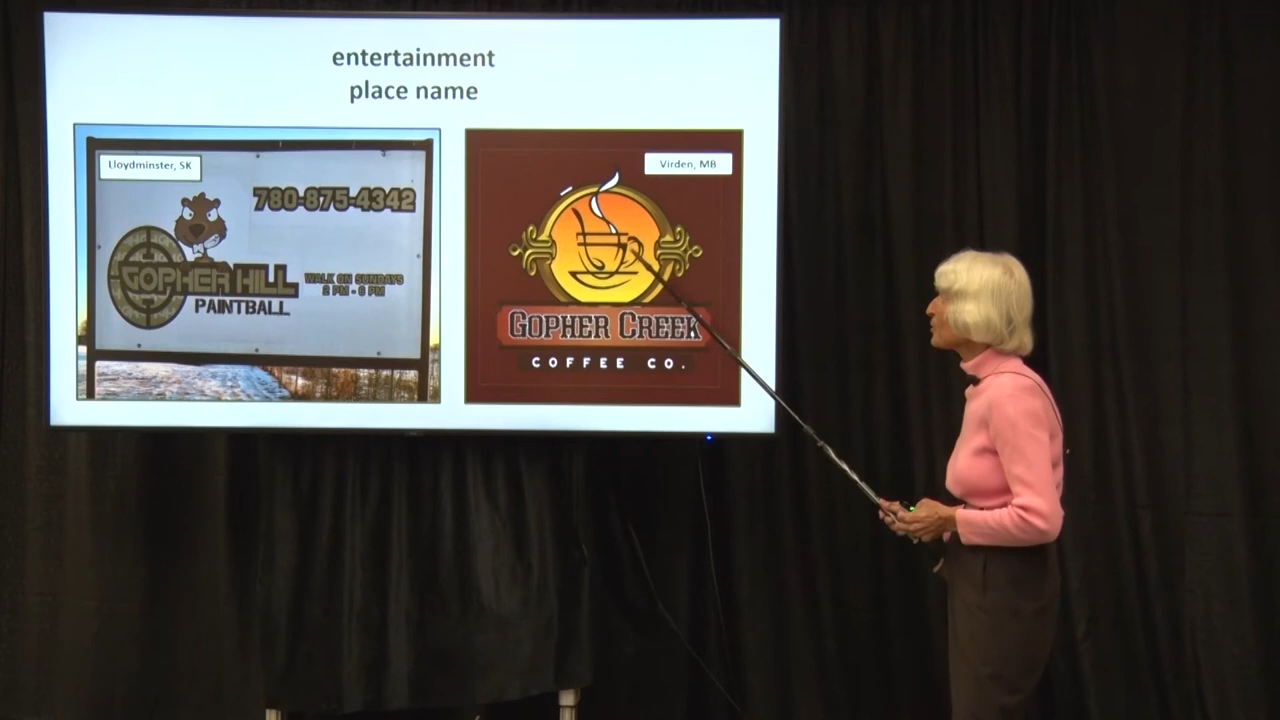 entertainment
place name
Lloydminster, SK
780-875-4342
GOPHER HILL
PAINTBALL
WALK ON SUNDAYS
2 PM - 6 PM
Virden, MB
GOPHER CREEK
COFFEE CO.